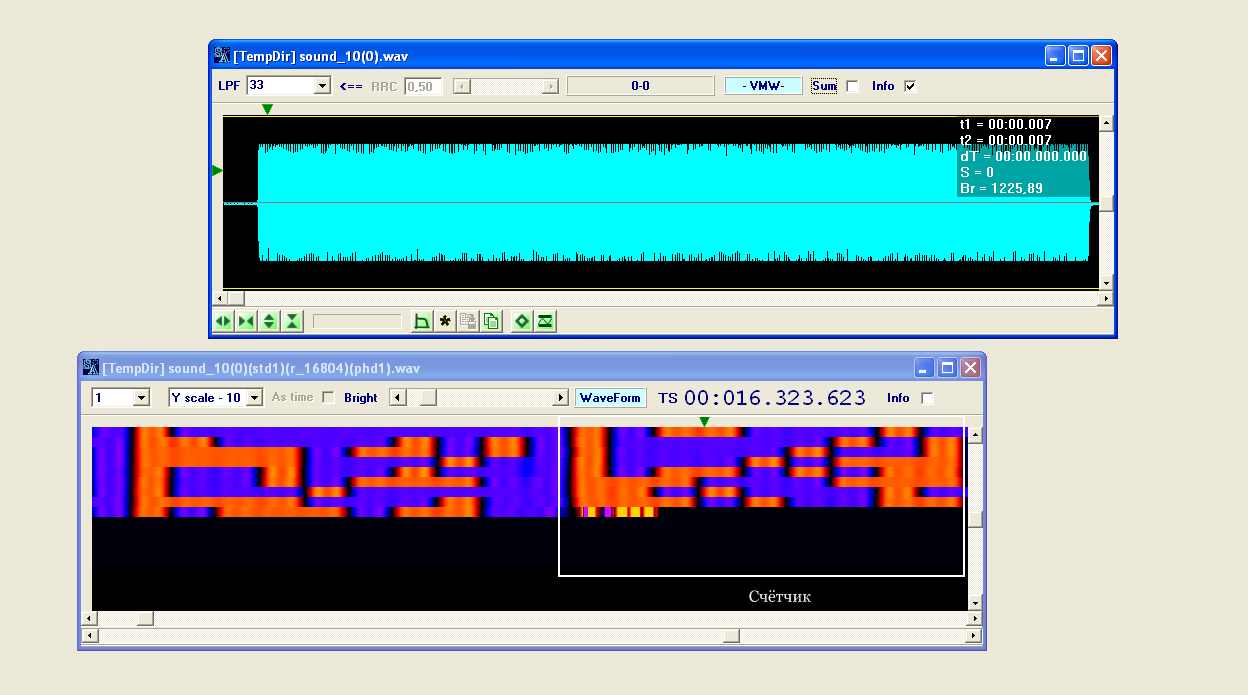 [TempDir] sound_10(0).wav
LPF 33 <== RRC 0,50 0-0 - VMW- Sum Info
t1 = 00:00.007
t2 = 00:00.007
dT = 00:00.000.000
S = 0
Br = 1225,89
[TempDir] sound_10(0)(std1)(r_16804)(phd1).wav
1 Y scale - 10 As time Bright WaveForm TS 00:016.323.623 Info
Счётчик